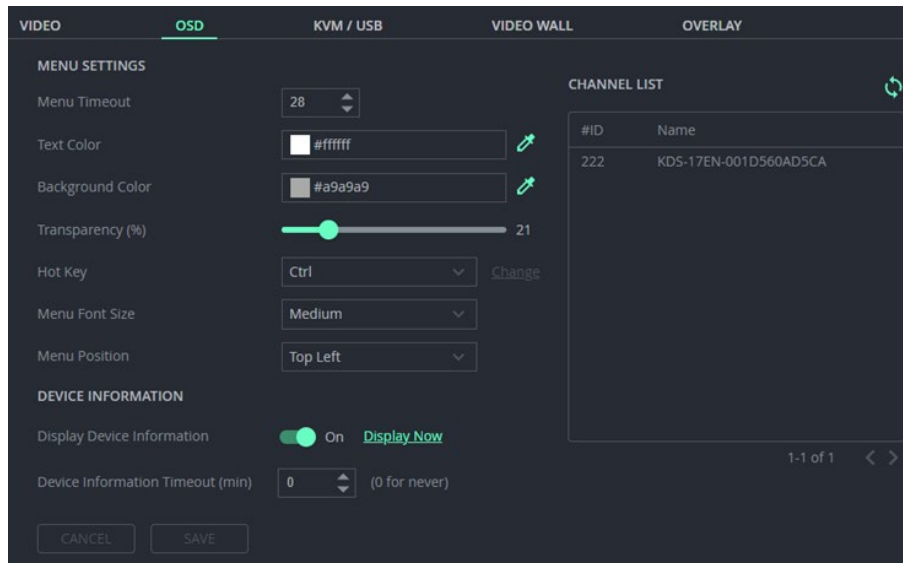 VIDEO OSD KVM / USB VIDEO WALL OVERLAY
MENU SETTINGS
Menu Timeout 28
Text Color #ffffff
Background Color #a9a9a9
Transparency (%) 21
Hot Key Ctrl Change
Menu Font Size Medium
Menu Position Top Left
DEVICE INFORMATION
Display Device Information On Display Now
Device Information Timeout (min) 0 (0 for never)
CANCEL SAVE
CHANNEL LIST
#ID Name
222 KDS-17EN-001D560AD5CA
1-1 of 1